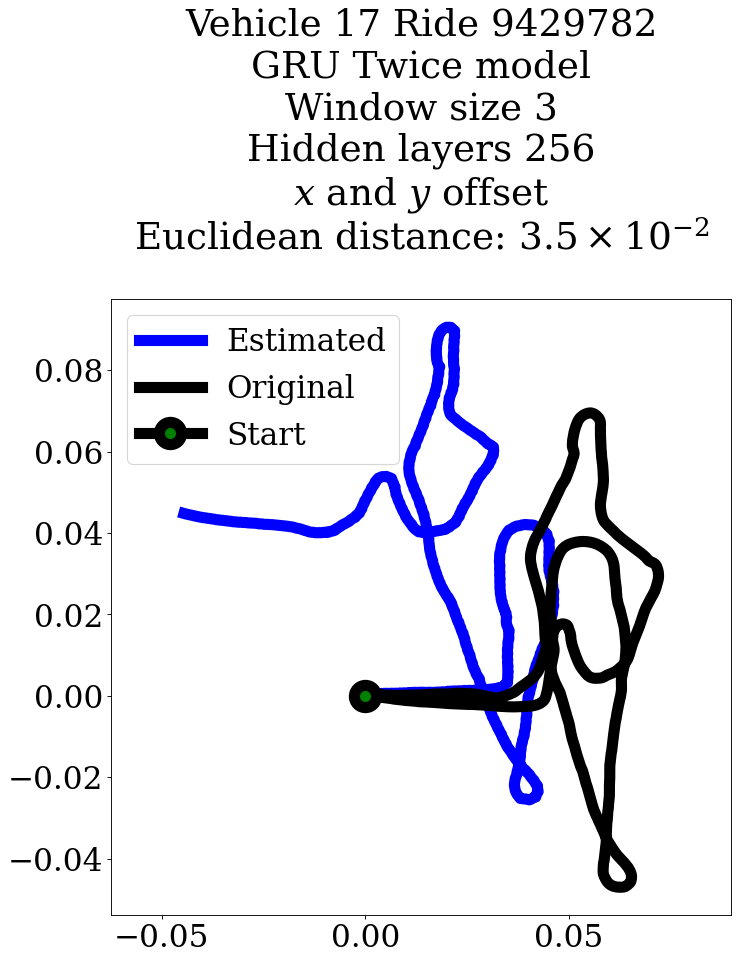 Vehicle 17 Ride 9429782
GRU Twice model
Window size 3
Hidden layers 256
x and y offset
Euclidean distance: 3.5 × 10⁻²
Estimated
Original
Start
0.08
0.06
0.04
0.02
0.00
−0.02
−0.04
−0.05 0.00 0.05